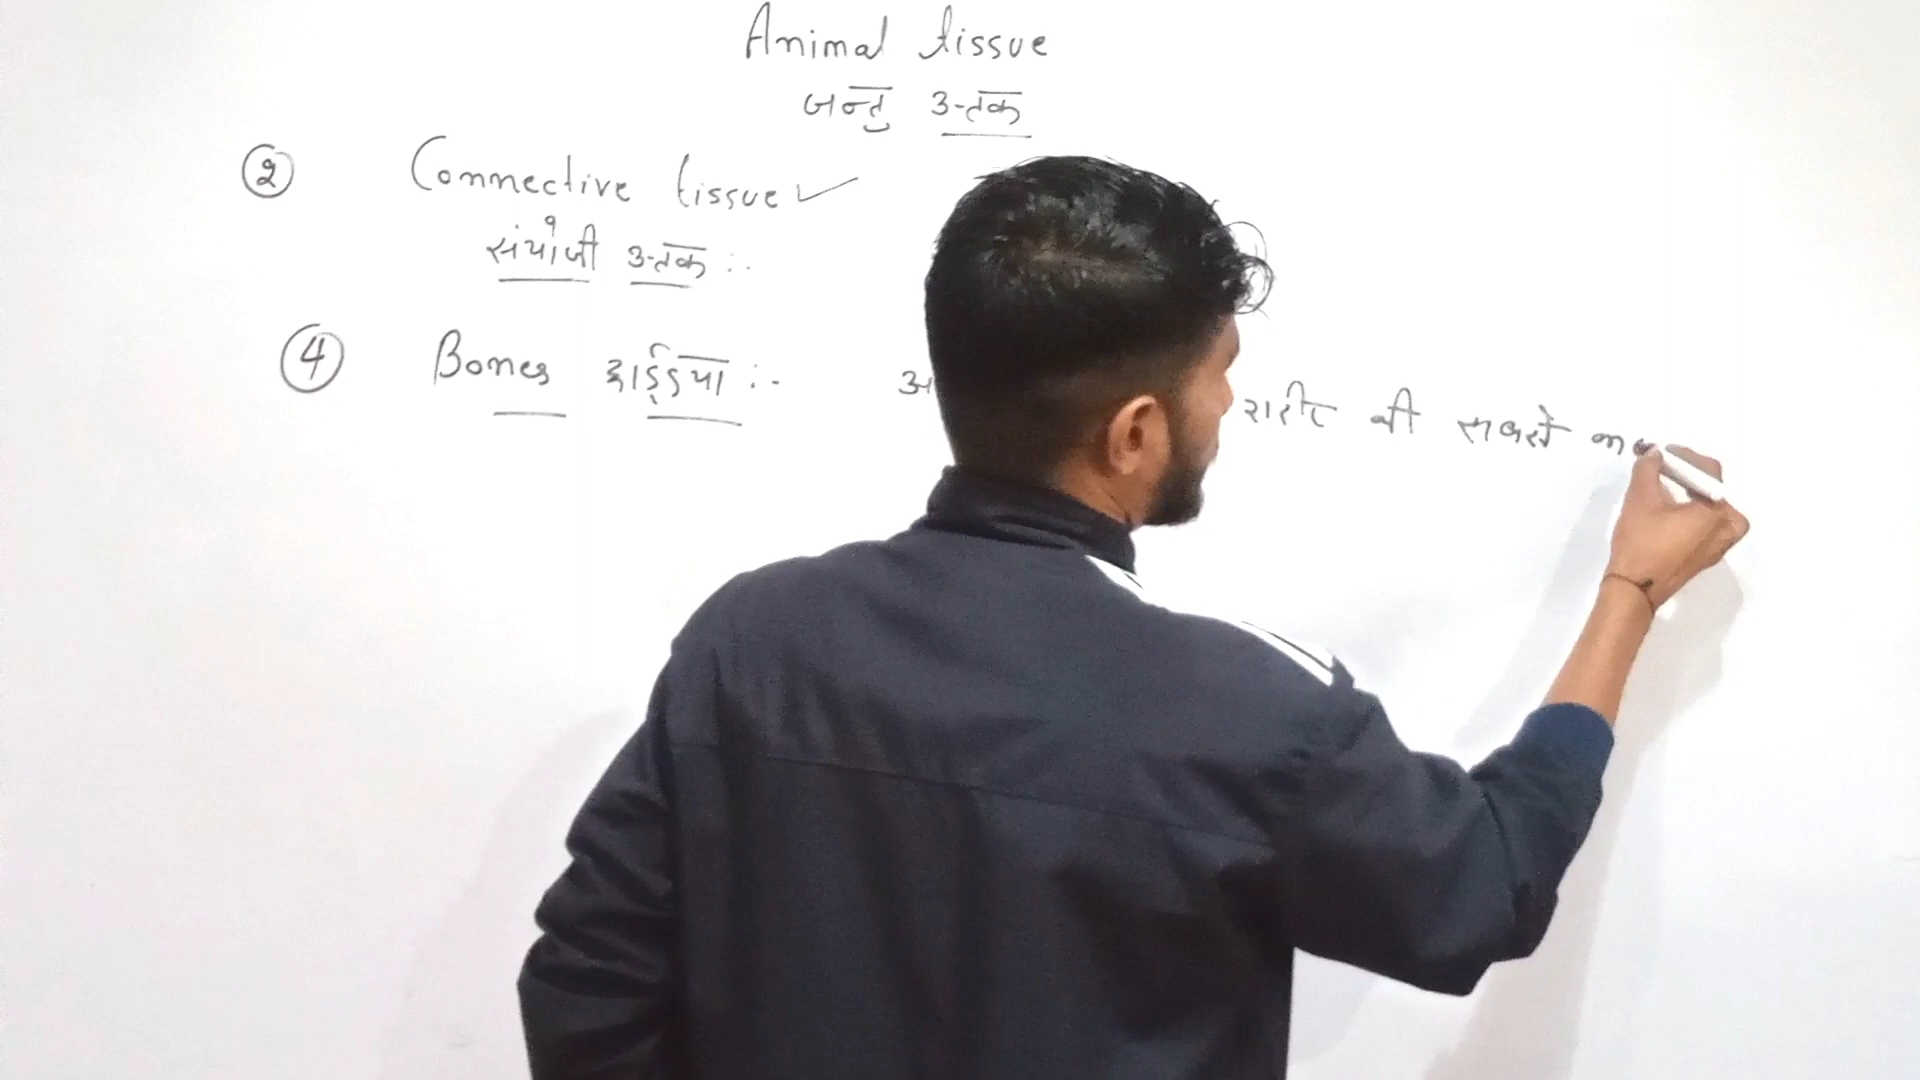 Animal tissue
जन्तु ऊतक
② Connective tissue ✓
संयोजी ऊतक :.
④ Bones हड्डिया :- शरीर की सबसे